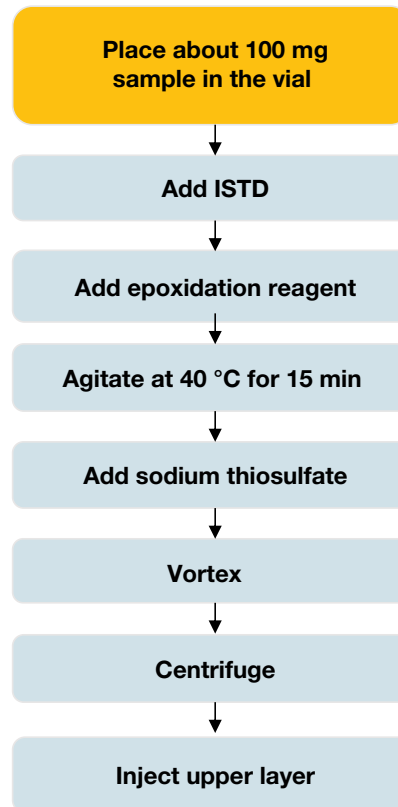 Place about 100 mg
sample in the vial
Add ISTD
Add epoxidation reagent
Agitate at 40 °C for 15 min
Add sodium thiosulfate
Vortex
Centrifuge
Inject upper layer